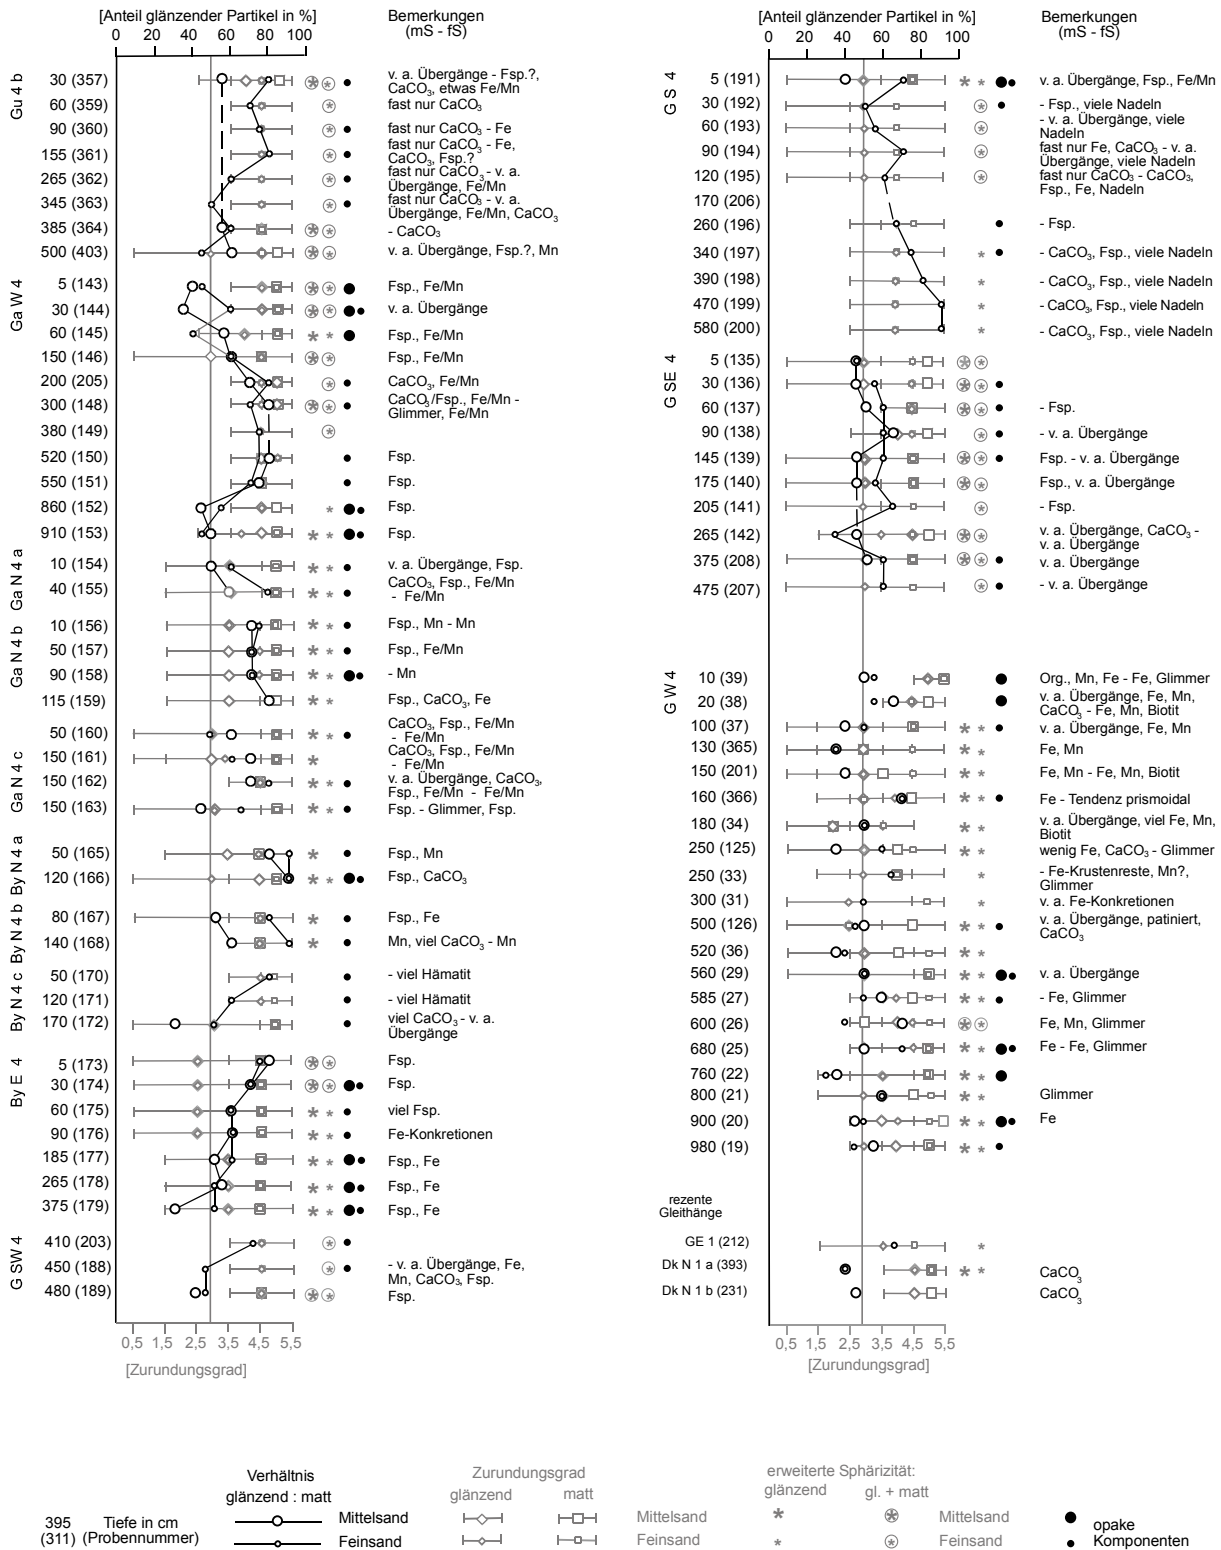 [Anteil glänzender Partikel in %]
Bemerkungen
(mS - fS)
0 20 40 60 80 100
Gu 4 b
30 (357) v. a. Übergänge - Fsp.?,
CaCO3, etwas Fe/Mn
60 (359) fast nur CaCO3
90 (360) fast nur CaCO3 - Fe
155 (361) fast nur CaCO3 - Fe,
CaCO3, Fsp.?
265 (362) fast nur CaCO3 - v. a.
Übergänge, Fe/Mn
345 (363) fast nur CaCO3 - v. a.
Übergänge, Fe/Mn, CaCO3
385 (364) - CaCO3
500 (403) v. a. Übergänge, Fsp.?, Mn
Ga W 4
5 (143) Fsp., Fe/Mn
30 (144) v. a. Übergänge
60 (145) Fsp., Fe/Mn
150 (146) Fsp., Fe/Mn
200 (205) CaCO3, Fe/Mn
300 (148) CaCO3/Fsp., Fe/Mn -
Glimmer, Fe/Mn
380 (149)
520 (150) Fsp.
550 (151) Fsp.
860 (152) Fsp.
910 (153) Fsp.
Ga N 4 a
10 (154) v. a. Übergänge, Fsp.
40 (155) CaCO3, Fsp., Fe/Mn
- Fe/Mn
Ga N 4 b
10 (156) Fsp., Mn - Mn
50 (157) Fsp., Fe/Mn
90 (158) - Mn
115 (159) Fsp., CaCO3, Fe
Ga N 4 c
50 (160) CaCO3, Fsp., Fe/Mn
- Fe/Mn
150 (161) CaCO3, Fsp., Fe/Mn
- Fe/Mn
150 (162) v. a. Übergänge, CaCO3,
Fsp., Fe/Mn - Fe/Mn
150 (163) Fsp. - Glimmer, Fsp.
By N 4 a
50 (165) Fsp., Mn
120 (166) Fsp., CaCO3
By N 4 b
80 (167) Fsp., Fe
140 (168) Mn, viel CaCO3 - Mn
By N 4 c
50 (170) - viel Hämatit
120 (171) - viel Hämatit
170 (172) viel CaCO3 - v. a.
Übergänge
By E 4
5 (173) Fsp.
30 (174) Fsp.
60 (175) viel Fsp.
90 (176) Fe-Konkretionen
185 (177) Fsp., Fe
265 (178) Fsp., Fe
375 (179) Fsp., Fe
G SW 4
410 (203)
450 (188) - v. a. Übergänge, Fe,
Mn, CaCO3, Fsp.
480 (189) Fsp.
0,5 1,5 2,5 3,5 4,5 5,5
[Zurundungsgrad]
[Anteil glänzender Partikel in %]
Bemerkungen
(mS - fS)
0 20 40 60 80 100
G S 4
5 (191) v. a. Übergänge, Fsp., Fe/Mn
30 (192) - Fsp., viele Nadeln
60 (193) - v. a. Übergänge, viele
Nadeln
90 (194) fast nur Fe, CaCO3 - v. a.
Übergänge, viele Nadeln
120 (195) fast nur CaCO3 - CaCO3,
Fsp., Fe, Nadeln
170 (206)
260 (196) - Fsp.
340 (197) - CaCO3, Fsp., viele Nadeln
390 (198) - CaCO3, Fsp., viele Nadeln
470 (199) - CaCO3, Fsp., viele Nadeln
580 (200) - CaCO3, Fsp., viele Nadeln
G SE 4
5 (135)
30 (136)
60 (137) - Fsp.
90 (138) - v. a. Übergänge
145 (139) Fsp. - v. a. Übergänge
175 (140) Fsp., v. a. Übergänge
205 (141) - Fsp.
265 (142) v. a. Übergänge, CaCO3 -
v. a. Übergänge
375 (208) v. a. Übergänge
475 (207) - v. a. Übergänge
G W 4
10 (39) Org., Mn, Fe - Fe, Glimmer
20 (38) v. a. Übergänge, Fe, Mn,
CaCO3 - Fe, Mn, Biotit
100 (37) v. a. Übergänge, Fe, Mn
130 (365) Fe, Mn
150 (201) Fe, Mn - Fe, Mn, Biotit
160 (366) Fe - Tendenz prismoidal
180 (34) v. a. Übergänge, viel Fe, Mn,
Biotit
250 (125) wenig Fe, CaCO3 - Glimmer
250 (33) - Fe-Krustenreste, Mn?,
Glimmer
300 (31) v. a. Fe-Konkretionen
500 (126) v. a. Übergänge, patiniert,
CaCO3
520 (36)
560 (29) v. a. Übergänge
585 (27) - Fe, Glimmer
600 (26) Fe, Mn, Glimmer
680 (25) Fe - Fe, Glimmer
760 (22)
800 (21) Glimmer
900 (20) Fe
980 (19)
rezente
Gleithänge
GE 1 (212)
Dk N 1 a (393) CaCO3
Dk N 1 b (231) CaCO3
0,5 1,5 2,5 3,5 4,5 5,5
[Zurundungsgrad]
395 Tiefe in cm
(311) (Probennummer)
Verhältnis
glänzend : matt
Mittelsand
Feinsand
Zurundungsgrad
glänzend matt
Mittelsand
Feinsand
erweiterte Sphärizität:
glänzend gl. + matt
Mittelsand
Feinsand
opake
Komponenten